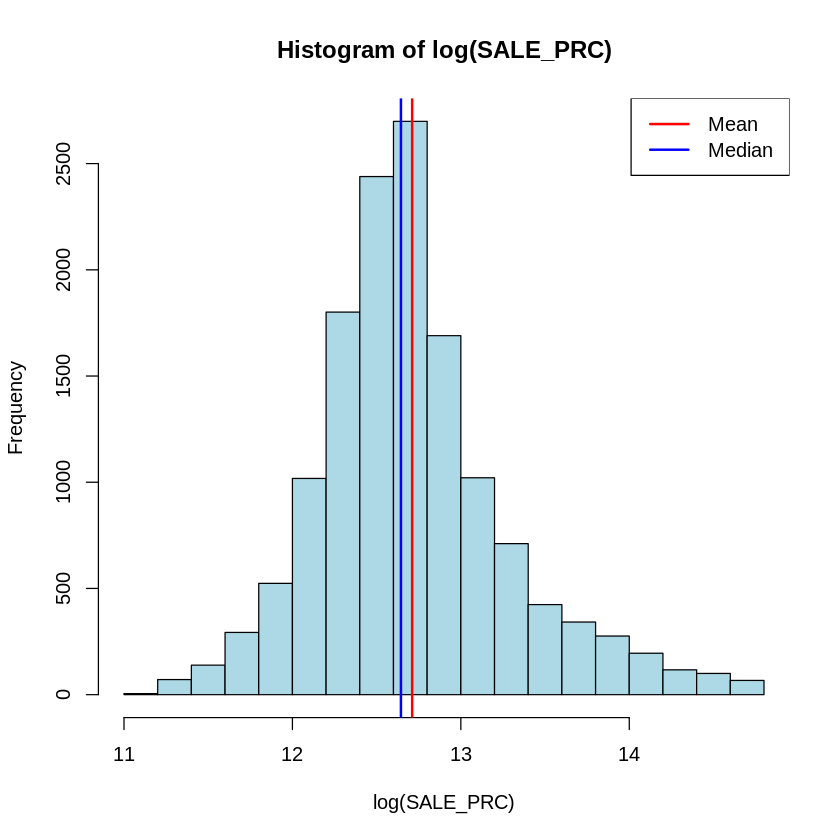 Histogram of log(SALE_PRC)
Mean
Median
Frequency
2500
2000
1500
1000
500
0
11 12 13 14
log(SALE_PRC)